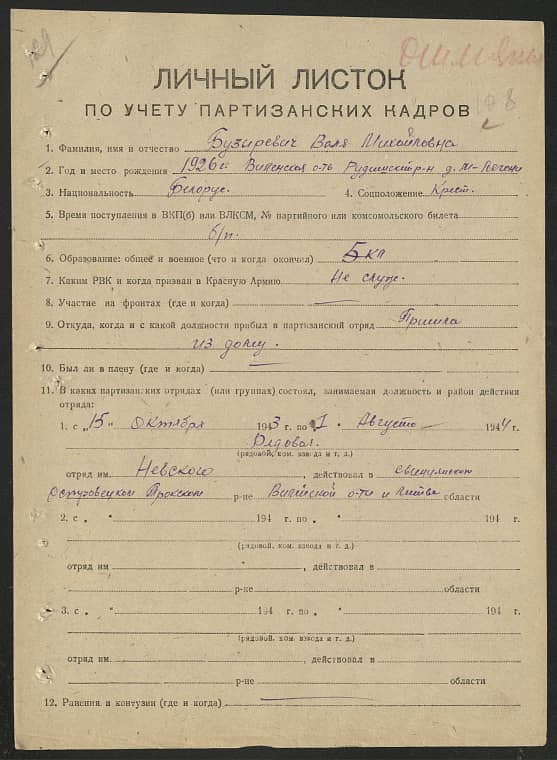 ЛИЧНЫЙ ЛИСТОК
ПО УЧЕТУ ПАРТИЗАНСКИХ КАДРОВ
1. Фамилия, имя и отчество Бузиревич Валя Михайловна
2. Год и место рождения 1926 г. д.
3. Национальность Белорус. 4. Соцположение Крест.
5. Время поступления в ВКП(б) или ВЛКСМ, № партийного или комсомольского билета
б/п.
6. Образование: общее и военное (что и когда окончил) 5 кл
7. Каким РВК и когда призван в Красную Армию Не служ.
8. Участие на фронтах (где и когда)
9. Откуда, когда и с какой должности прибыл в партизанский отряд Пришла
из дому.
10. Был ли в плену (где и когда)
11. В каких партизанских отрядах (или группах) состоял, занимаемая должность и район действия
отряда:
1. с „15" Октября 1943 г. по „1" Августа 1944 г.
Рядовая.
(рядовой, ком. взвода и т. д.)
отряд им. Невского, действовал в
р-не и Литве области
2. с „ " 194 г. по „ " 194 г.
(рядовой, ком. взвода и т. д.)
отряд им. , действовал в
р-не области
3. с „ " 194 г. по „ " 194 г.
(рядовой, ком. взвода и т. д.)
отряд им. , действовал в
р-не области
12. Ранения и контузии (где и когда)